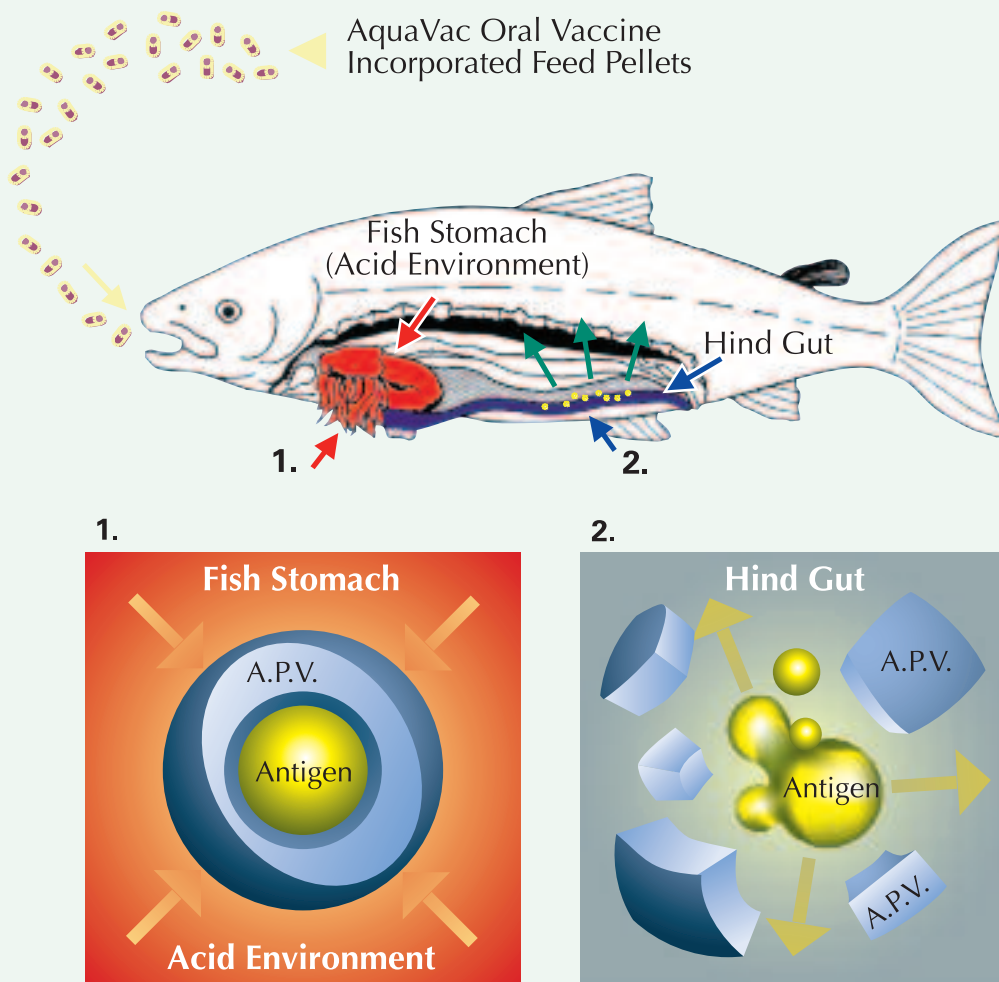 AquaVac Oral Vaccine
Incorporated Feed Pellets
Fish Stomach
(Acid Environment)
Hind Gut
1.
2.
1.
Fish Stomach
A.P.V.
Antigen
Acid Environment
2.
Hind Gut
A.P.V.
Antigen
A.P.V.